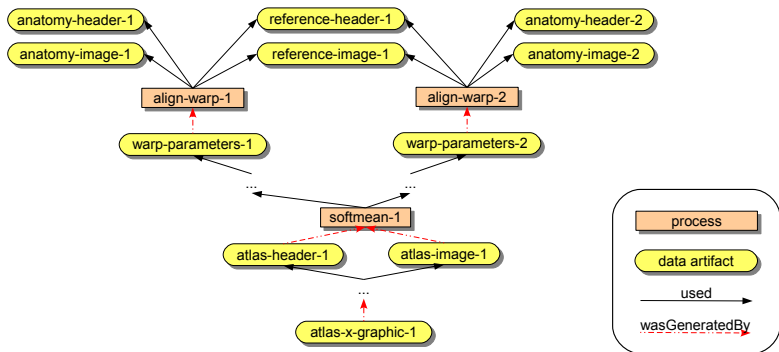 anatomy-header-1
reference-header-1
anatomy-header-2
anatomy-image-1
reference-image-1
anatomy-image-2
align-warp-1
align-warp-2
warp-parameters-1
warp-parameters-2
...
...
softmean-1
process
atlas-header-1
atlas-image-1
data artifact
...
used
wasGeneratedBy
atlas-x-graphic-1